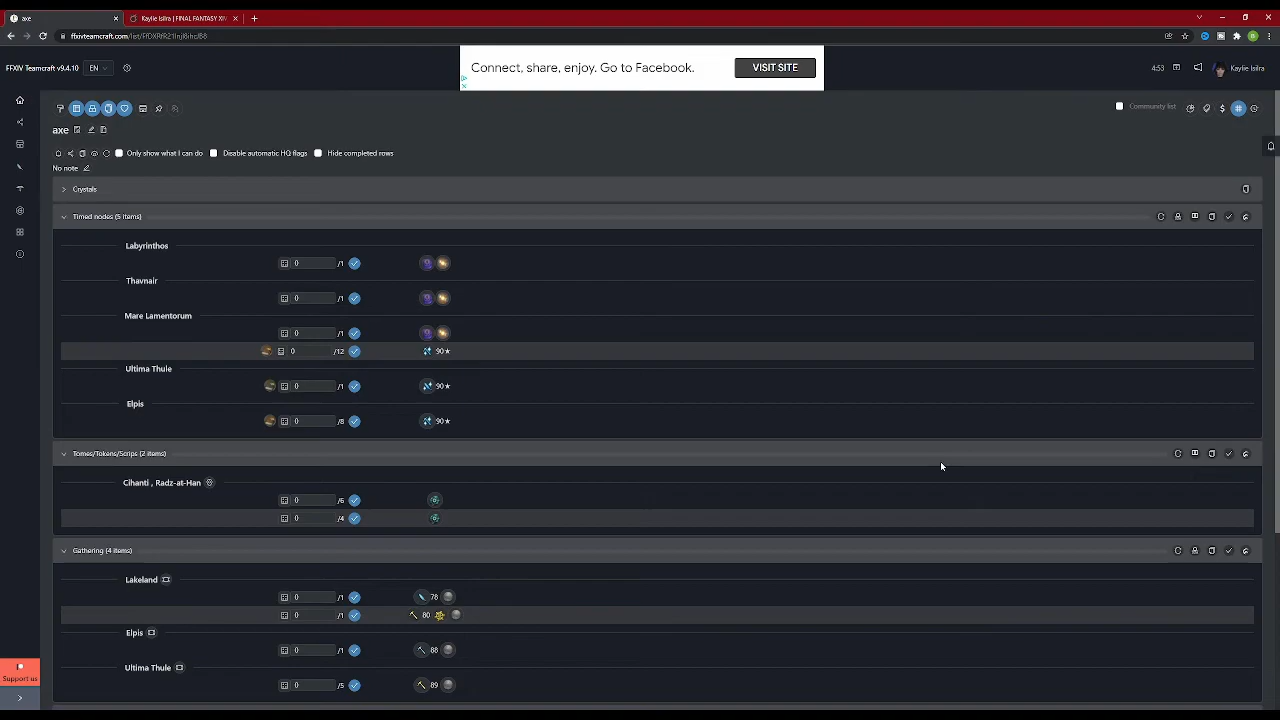 axe
Kaylie Isilra | FINAL FANTASY XIV
Connect, share, enjoy. Go to Facebook.
VISIT SITE
FFXIV Teamcraft v9.4.10
EN
4:53
Kaylie Isilra
Community list
axe
Only show what I can do
Disable automatic HQ flags
Hide completed rows
No note
Crystals
Timed nodes (5 items)
Labyrinthos
0 /1
Thavnair
0 /1
Mare Lamentorum
0 /1
0 /12 90★
Ultima Thule
0 /1 90★
Elpis
0 /8 90★
Tomes/Tokens/Scrips (2 items)
Cihanti , Radz-at-Han
0 /6
0 /4
Gathering (4 items)
Lakeland
0 /1 78
0 /1 80
Elpis
0 /1 88
Ultima Thule
0 /5 89
Support us